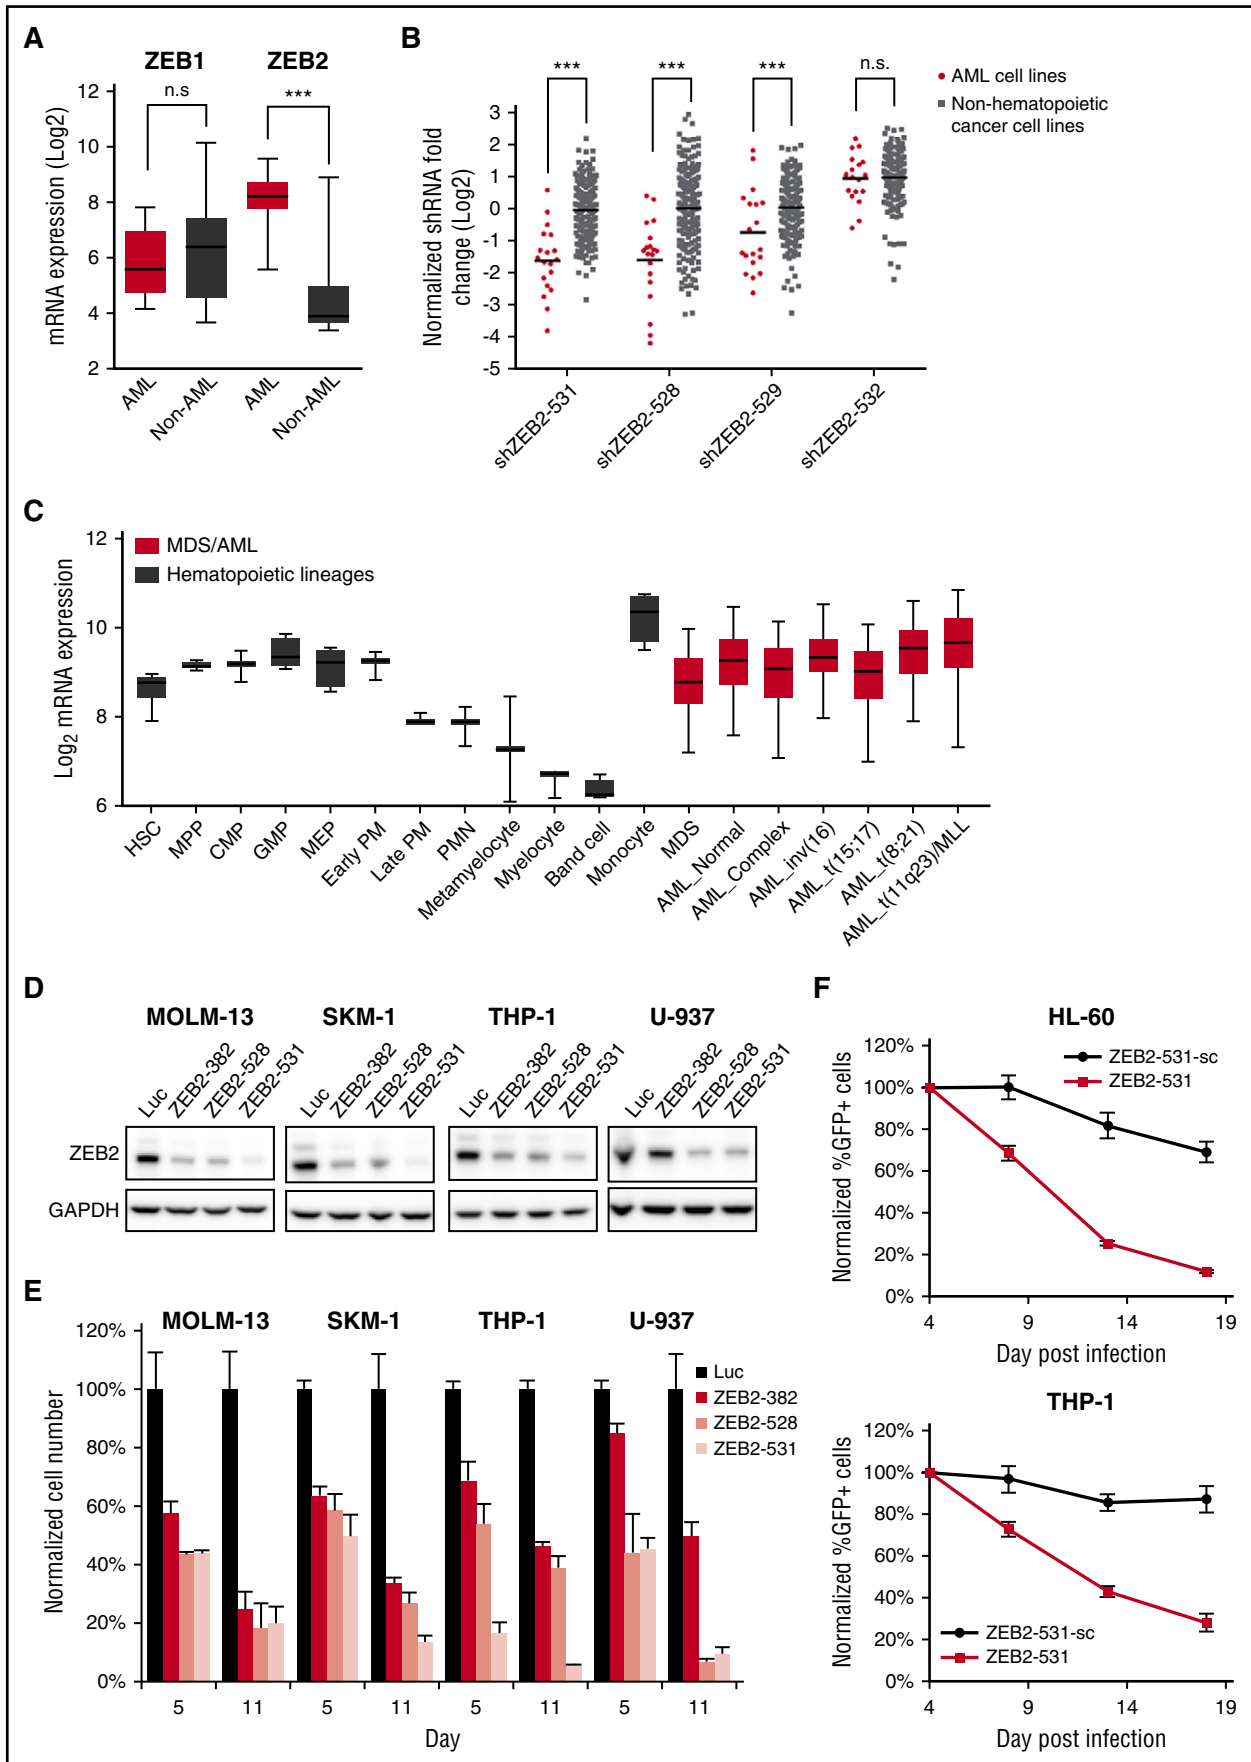 A
ZEB1
ZEB2
n.s
***
mRNA expression (Log2)
12
10
8
6
4
2
AML
Non-AML
AML
Non-AML
B
***
***
***
n.s.
AML cell lines
Non-hematopoietic
cancer cell lines
Normalized shRNA fold
change (Log2)
3
2
1
0
-1
-2
-3
-4
-5
shZEB2-531
shZEB2-528
shZEB2-529
shZEB2-532
C
MDS/AML
Hematopoietic lineages
Log2 mRNA expression
12
10
8
6
HSC
MPP
CMP
GMP
MEP
Early PM
Late PM
PMN
Metamyelocyte
Myelocyte
Band cell
Monocyte
MDS
AML_Normal
AML_Complex
AML_inv(16)
AML_t(15;17)
AML_t(8;21)
AML_t(11q23)/MLL
D
MOLM-13
SKM-1
THP-1
U-937
Luc
ZEB2-382
ZEB2-528
ZEB2-531
Luc
ZEB2-382
ZEB2-528
ZEB2-531
Luc
ZEB2-382
ZEB2-528
ZEB2-531
Luc
ZEB2-382
ZEB2-528
ZEB2-531
ZEB2
GAPDH
E
MOLM-13
SKM-1
THP-1
U-937
Luc
ZEB2-382
ZEB2-528
ZEB2-531
Normalized cell number
120%
100%
80%
60%
40%
20%
0%
5
11
5
11
5
11
5
11
Day
F
HL-60
ZEB2-531-sc
ZEB2-531
Normalized %GFP+ cells
120%
100%
80%
60%
40%
20%
0%
4
9
14
19
Day post infection
THP-1
Normalized %GFP+ cells
120%
100%
80%
60%
40%
20%
0%
ZEB2-531-sc
ZEB2-531
4
9
14
19
Day post infection